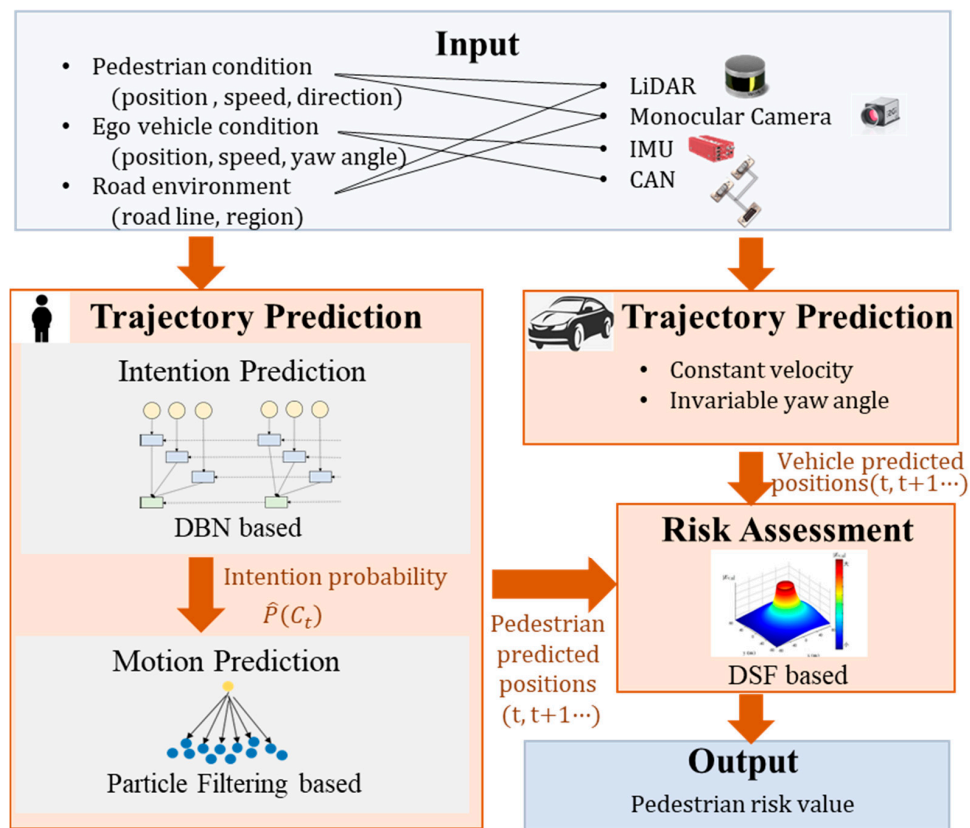 Input
• Pedestrian condition
(position , speed, direction)
• Ego vehicle condition
(position, speed, yaw angle)
• Road environment
(road line, region)
• LiDAR
• Monocular Camera
• IMU
• CAN
Trajectory Prediction
Intention Prediction
DBN based
Intention probability
P̂(Cₜ)
Motion Prediction
Particle Filtering based
Trajectory Prediction
• Constant velocity
• Invariable yaw angle
Vehicle predicted
positions(t, t+1⋯)
Pedestrian
predicted
positions
(t, t+1⋯)
Risk Assessment
DSF based
Output
Pedestrian risk value